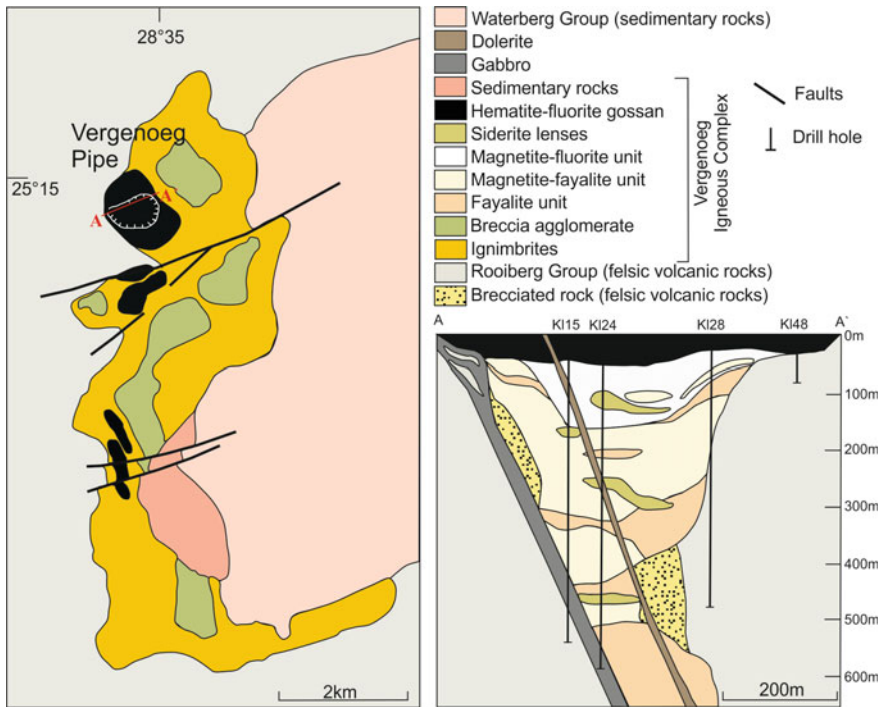 28°35
Vergenoeg
Pipe
25°15
A
A
2km
Waterberg Group (sedimentary rocks)
Dolerite
Gabbro
Sedimentary rocks
Hematite-fluorite gossan
Siderite lenses
Magnetite-fluorite unit
Magnetite-fayalite unit
Fayalite unit
Breccia agglomerate
Ignimbrites
Rooiberg Group (felsic volcanic rocks)
Brecciated rock (felsic volcanic rocks)
Vergenoeg
Igneous Complex
Faults
Drill hole
A KI15 KI24 KI28 KI48 A`
0m
100m
200m
300m
400m
500m
600m
200m